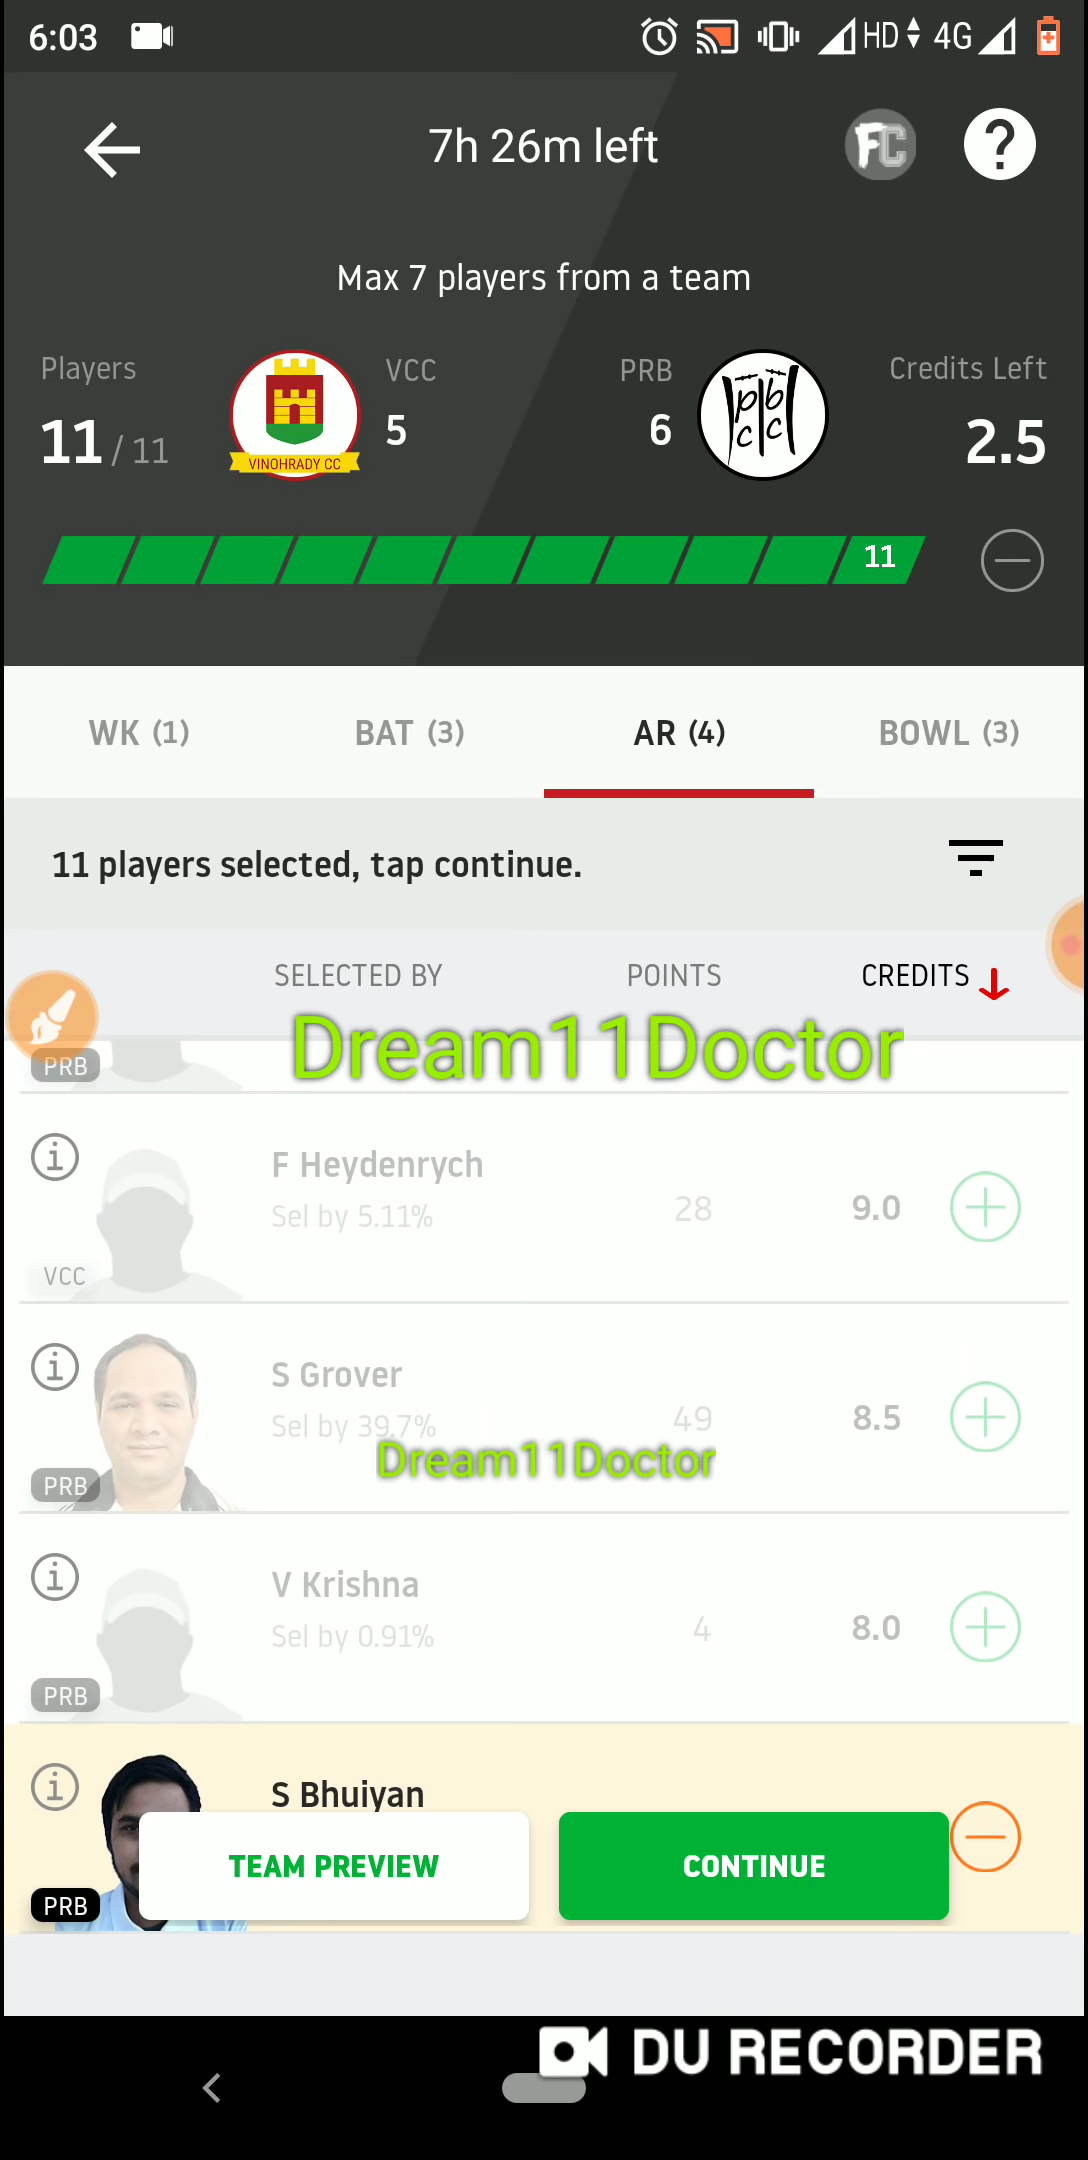 6:03
HD 4G
7h 26m left
FC
?
Max 7 players from a team
Players
VCC
PRB
Credits Left
11 / 11
5
6
2.5
VINOHRADY CC
pb
cc
11
WK (1)
BAT (3)
AR (4)
BOWL (3)
11 players selected, tap continue.
SELECTED BY
POINTS
CREDITS
Dream11Doctor
PRB
F Heydenrych
Sel by 5.11%
28
9.0
VCC
S Grover
Sel by 39.7%
49
8.5
Dream11Doctor
PRB
V Krishna
Sel by 0.91%
4
8.0
PRB
S Bhuiyan
TEAM PREVIEW
CONTINUE
PRB
DU RECORDER